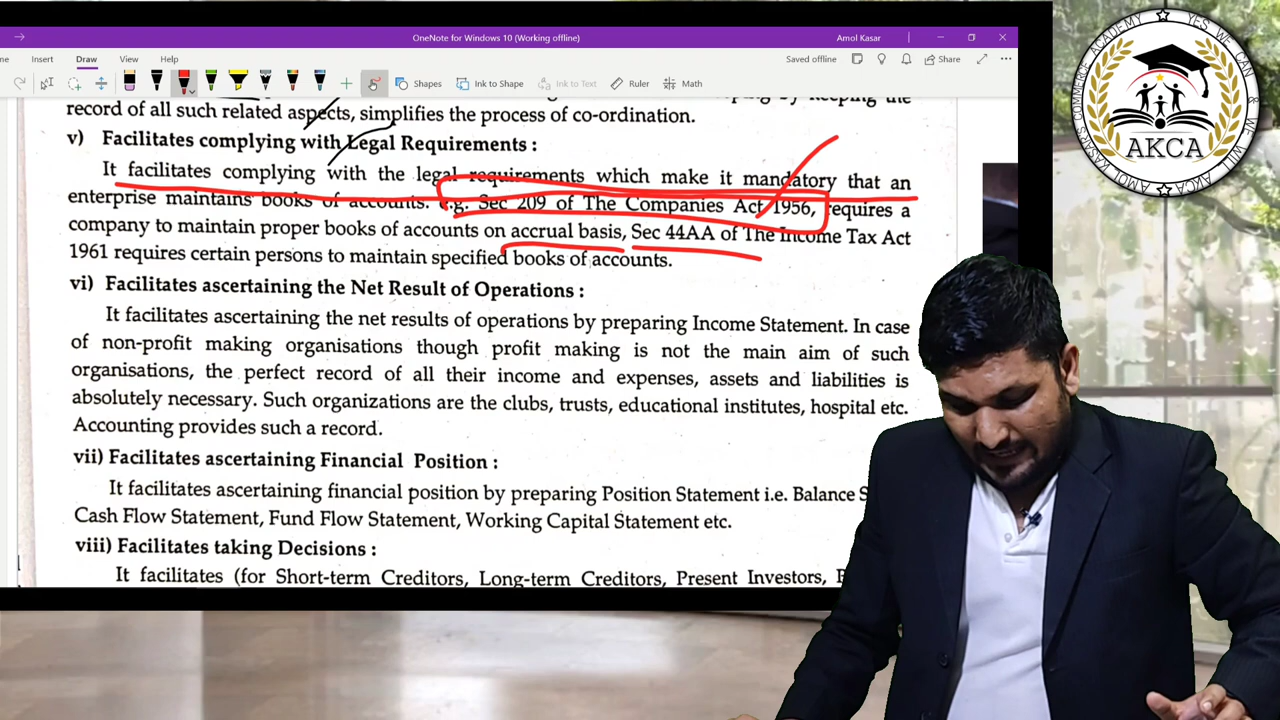 OneNote for Windows 10 (Working offline)
Amol Kasar
Insert Draw View Help
Saved offline
Share
Shapes
Ink to Shape
Ink to Text
Ruler
Math
record of all such related aspects, simplifies the process of co-ordination.
v) Facilitates complying with Legal Requirements :
It facilitates complying with the legal requirements which make it mandatory that an
enterprise maintains books of accounts. e.g. Sec 209 of The Companies Act 1956, requires a
company to maintain proper books of accounts on accrual basis, Sec 44AA of The Income Tax Act
1961 requires certain persons to maintain specified books of accounts.
vi) Facilitates ascertaining the Net Result of Operations :
It facilitates ascertaining the net results of operations by preparing Income Statement. In case
of non-profit making organisations though profit making is not the main aim of such
organisations, the perfect record of all their income and expenses, assets and liabilities is
absolutely necessary. Such organizations are the clubs, trusts, educational institutes, hospital etc.
Accounting provides such a record.
vii) Facilitates ascertaining Financial Position :
It facilitates ascertaining financial position by preparing Position Statement i.e. Balance S
Cash Flow Statement, Fund Flow Statement, Working Capital Statement etc.
viii) Facilitates taking Decisions :
It facilitates (for Short-term Creditors, Long-term Creditors, Present Investors,
AMOL KASAR'S COMMERCE ACADEMY
YES WE CAN & WE WILL
AKCA